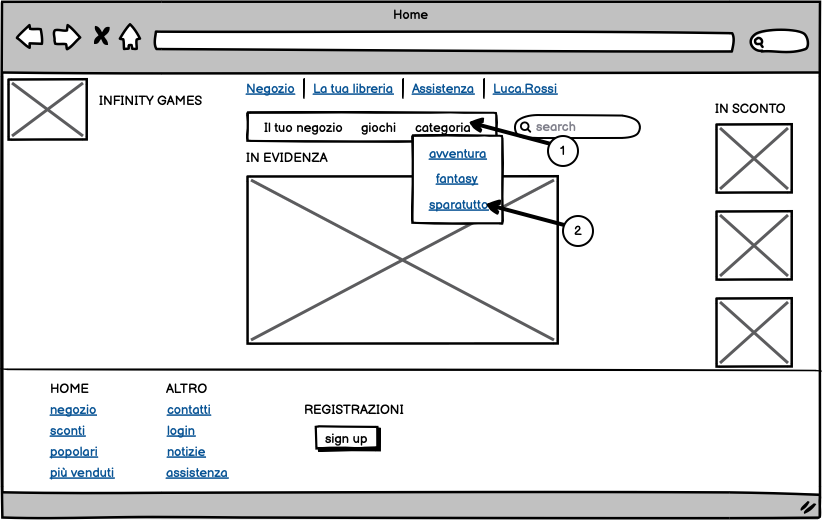 Home
Negozio La tua libreria Assistenza Luca.Rossi
INFINITY GAMES
IN SCONTO
Il tuo negozio giochi categoria search
1
IN EVIDENZA
avventura
fantasy
sparatutto
2
HOME ALTRO
negozio contatti REGISTRAZIONI
sconti login
sign up
popolari notizie
più venduti assistenza